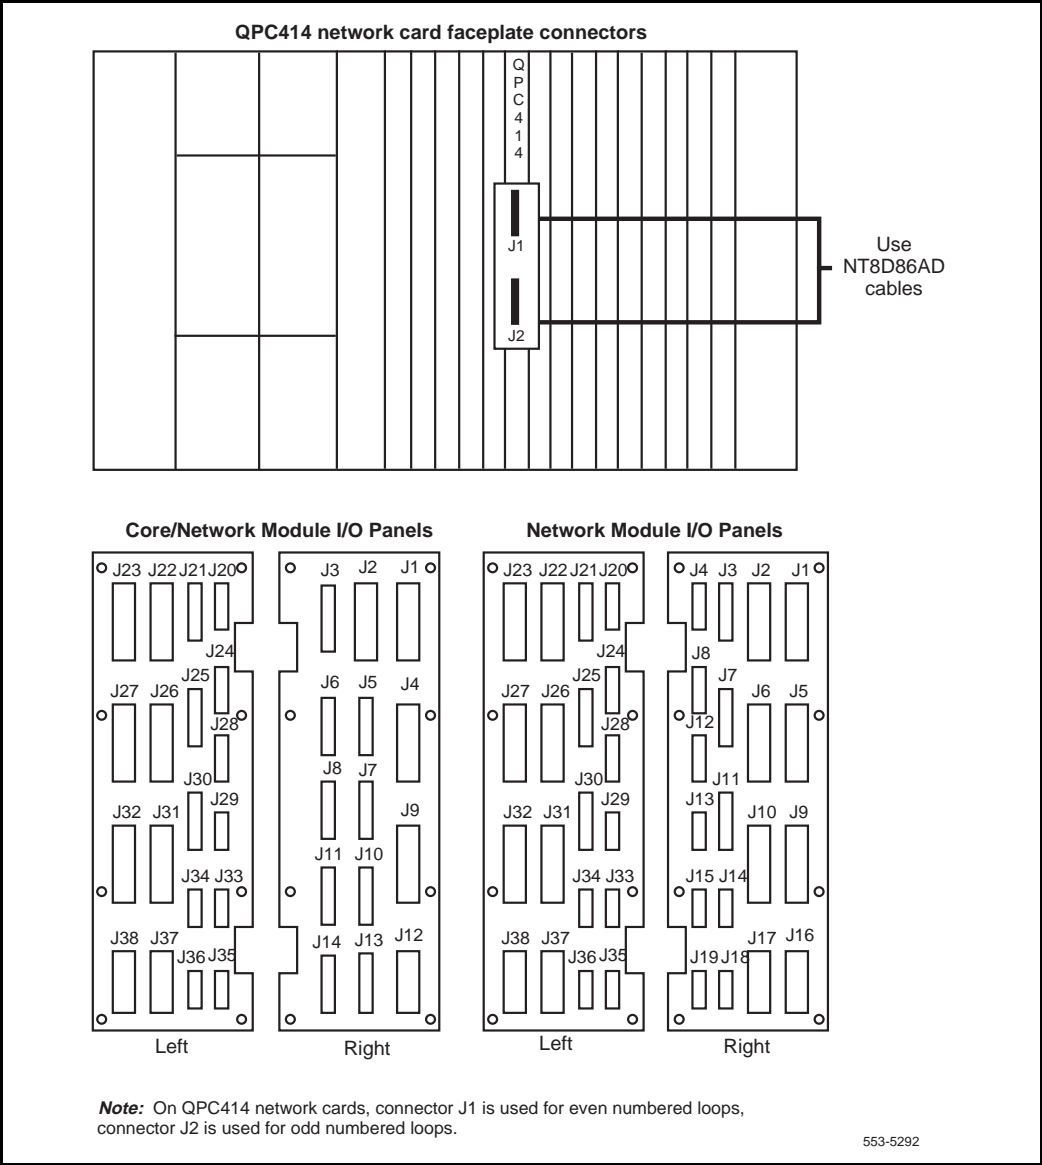 QPC414 network card faceplate connectors
Q
P
C
4
1
4
J1
J2
Use
NT8D86AD
cables
Core/Network Module I/O Panels
Network Module I/O Panels
J23 J22 J21 J20
J24
J25
J27 J26
J28
J30
J29
J32 J31
J34 J33
J38 J37
J36 J35
Left
J3 J2 J1
J6 J5 J4
J8 J7
J9
J11 J10
J14 J13 J12
Right
J23 J22 J21 J20
J24
J25
J27 J26
J28
J30
J29
J32 J31
J34 J33
J38 J37
J36 J35
Left
J4 J3 J2 J1
J8
J7
J6 J5
J12
J11
J13 J10 J9
J15 J14
J17 J16
J19 J18
Right
Note: On QPC414 network cards, connector J1 is used for even numbered loops,
connector J2 is used for odd numbered loops.
553-5292